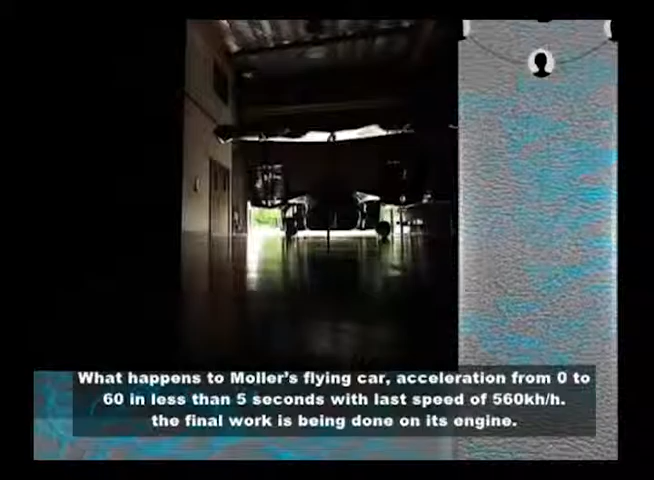 What happens to Moller's flying car, acceleration from 0 to
60 in less than 5 seconds with last speed of 560kh/h.
the final work is being done on its engine.